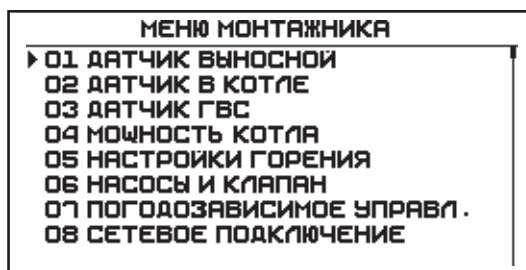 МЕНЮ МОНТАЖНИКА
01 ДАТЧИК ВЫНОСНОЙ
02 ДАТЧИК В КОТЛЕ
03 ДАТЧИК ГВС
04 МОЩНОСТЬ КОТЛА
05 НАСТРОЙКИ ГОРЕНИЯ
06 НАСОСЫ И КЛАПАН
07 ПОГОДОЗАВИСИМОЕ УПРАВЛ.
08 СЕТЕВОЕ ПОДКЛЮЧЕНИЕ